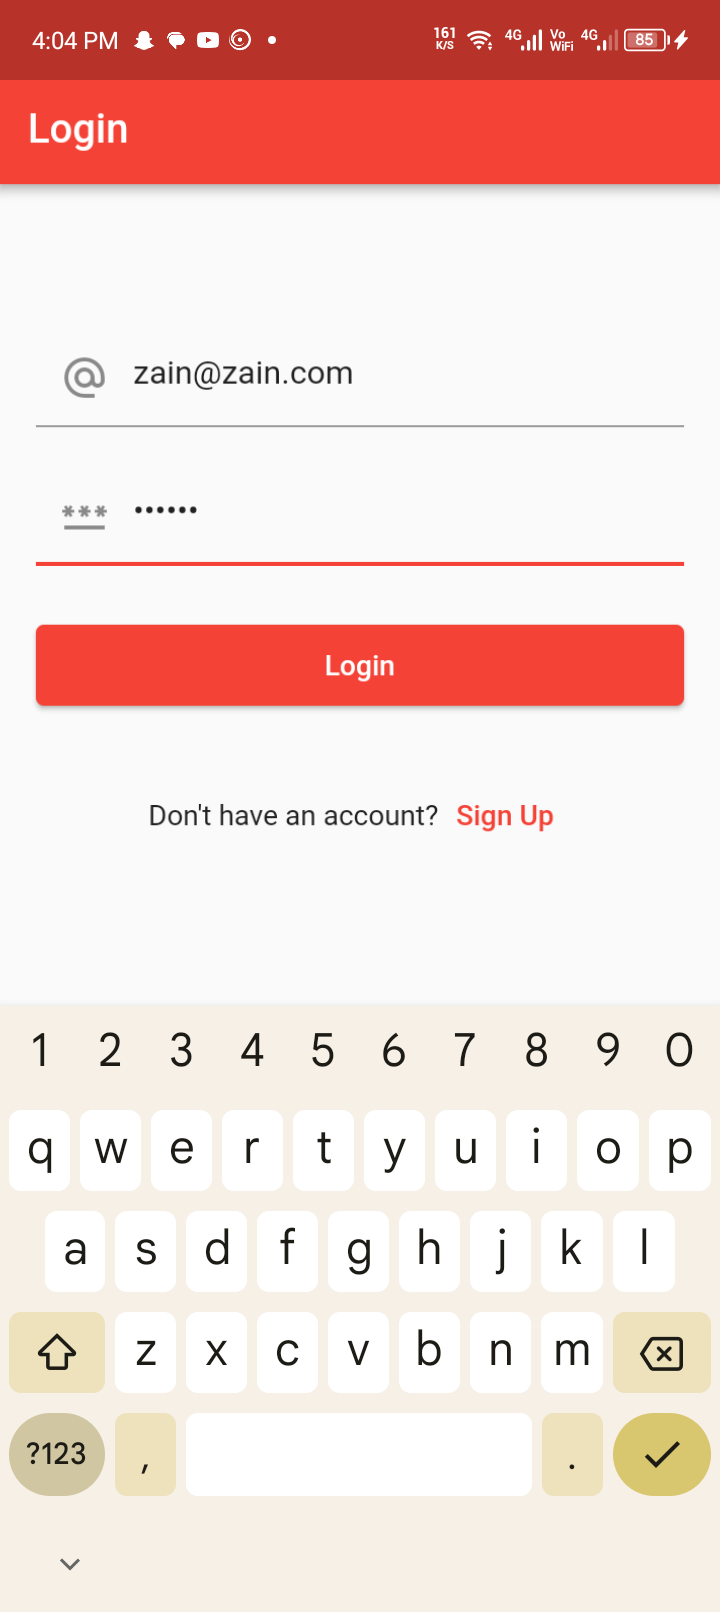 4:04 PM 161 K/S 4G Vo WiFi 4G 85
Login
@ zain@zain.com
*** ••••••
Login
Don't have an account? Sign Up
1 2 3 4 5 6 7 8 9 0
q w e r t y u i o p
a s d f g h j k l
z x c v b n m
?123 , .